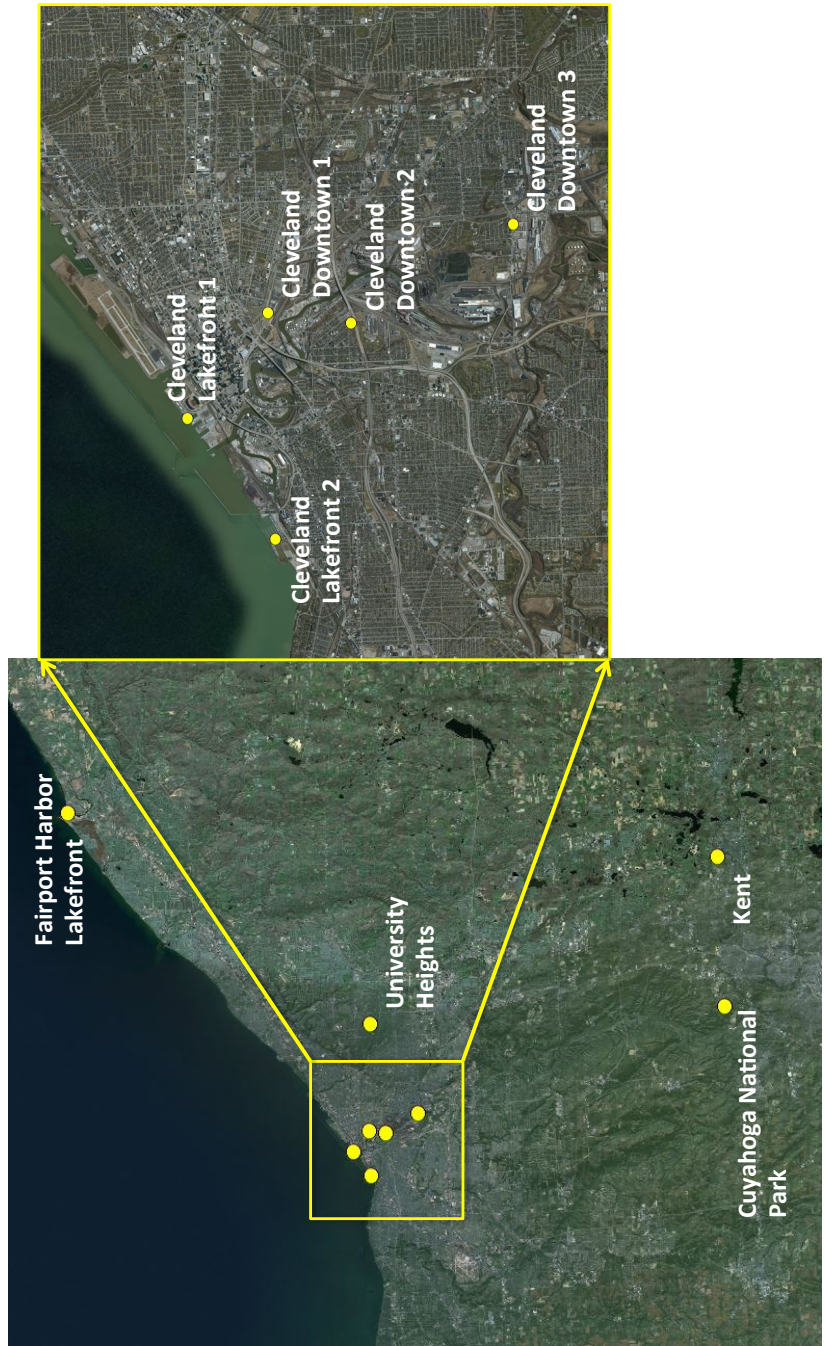 Fairport Harbor
Lakefront
University
Heights
Cuyahoga National
Park
Kent
Cleveland
Lakefront 1
Cleveland
Lakefront 2
Cleveland
Downtown 1
Cleveland
Downtown 2
Cleveland
Downtown 3